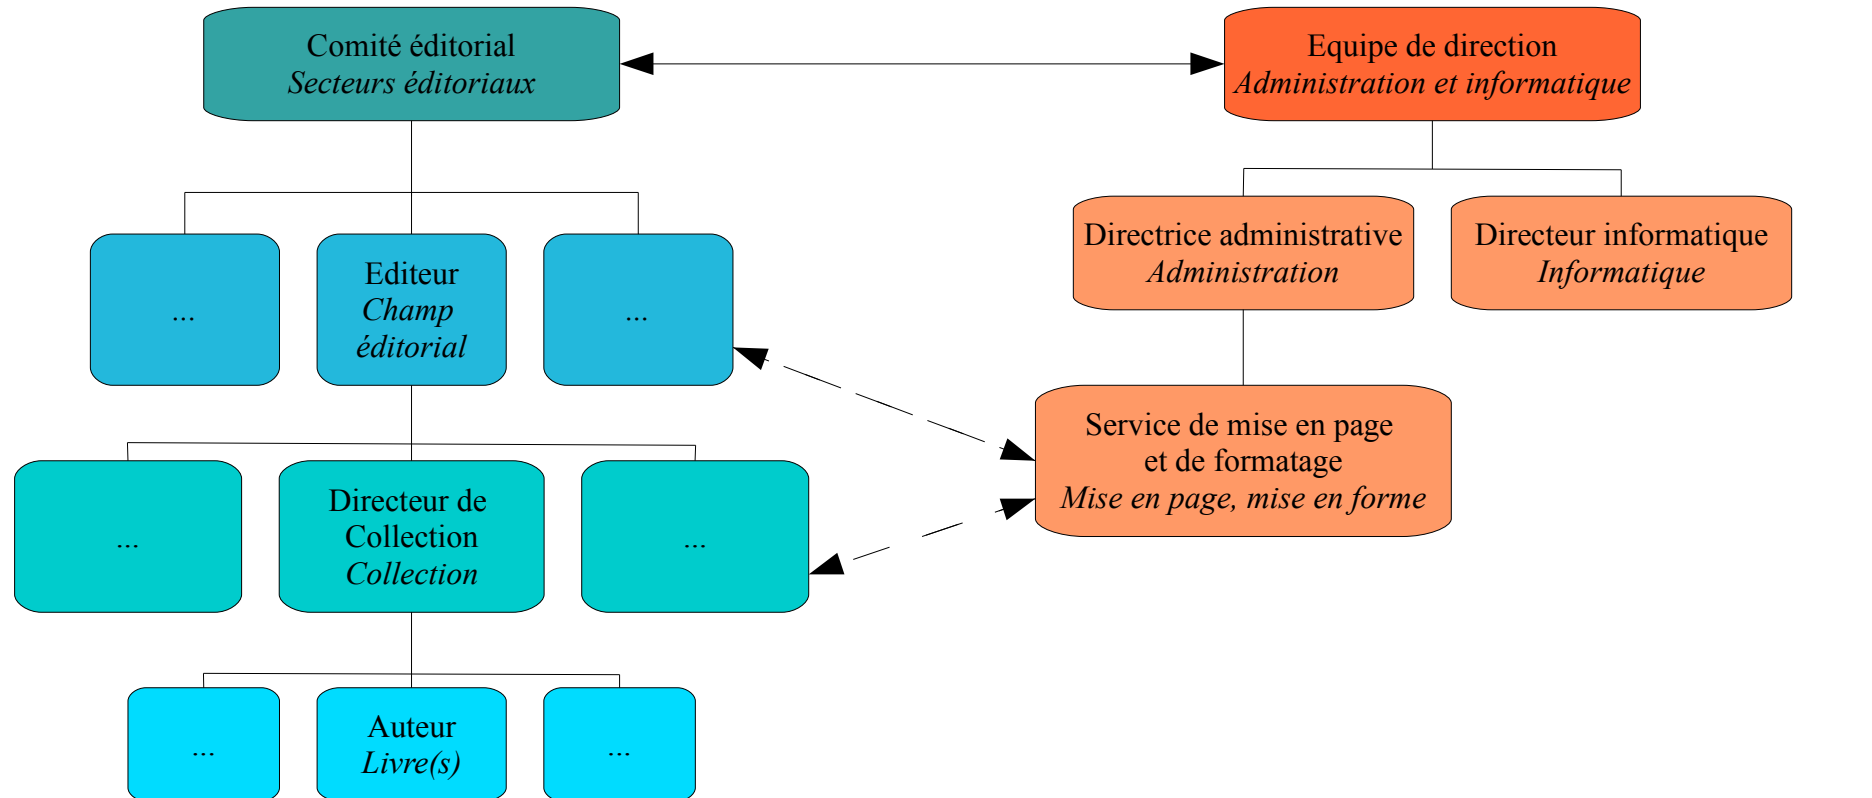 Comité éditorial
Secteurs éditoriaux
Equipe de direction
Administration et informatique
Directrice administrative
Administration
Directeur informatique
Informatique
...
Editeur
Champ
éditorial
...
Service de mise en page
et de formatage
Mise en page, mise en forme
...
Directeur de
Collection
Collection
...
...
Auteur
Livre(s)
...